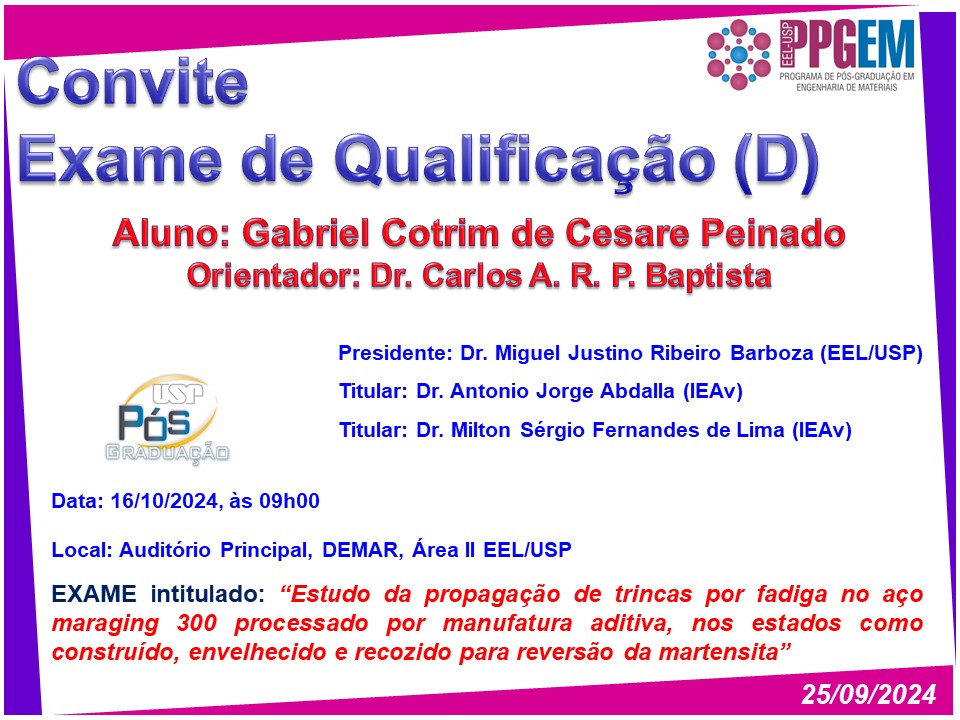 EEL-USP
PPGEM
PROGRAMA DE PÓS-GRADUAÇÃO EM
ENGENHARIA DE MATERIAIS
Convite
Exame de Qualificação (D)
Aluno: Gabriel Cotrim de Cesare Peinado
Orientador: Dr. Carlos A. R. P. Baptista
Presidente: Dr. Miguel Justino Ribeiro Barboza (EEL/USP)
Titular: Dr. Antonio Jorge Abdalla (IEAv)
Titular: Dr. Milton Sérgio Fernandes de Lima (IEAv)
USP
Pós
GRADUAÇÃO
Data: 16/10/2024, às 09h00
Local: Auditório Principal, DEMAR, Área II EEL/USP
EXAME intitulado: “Estudo da propagação de trincas por fadiga no aço
maraging 300 processado por manufatura aditiva, nos estados como
construído, envelhecido e recozido para reversão da martensita”
25/09/2024